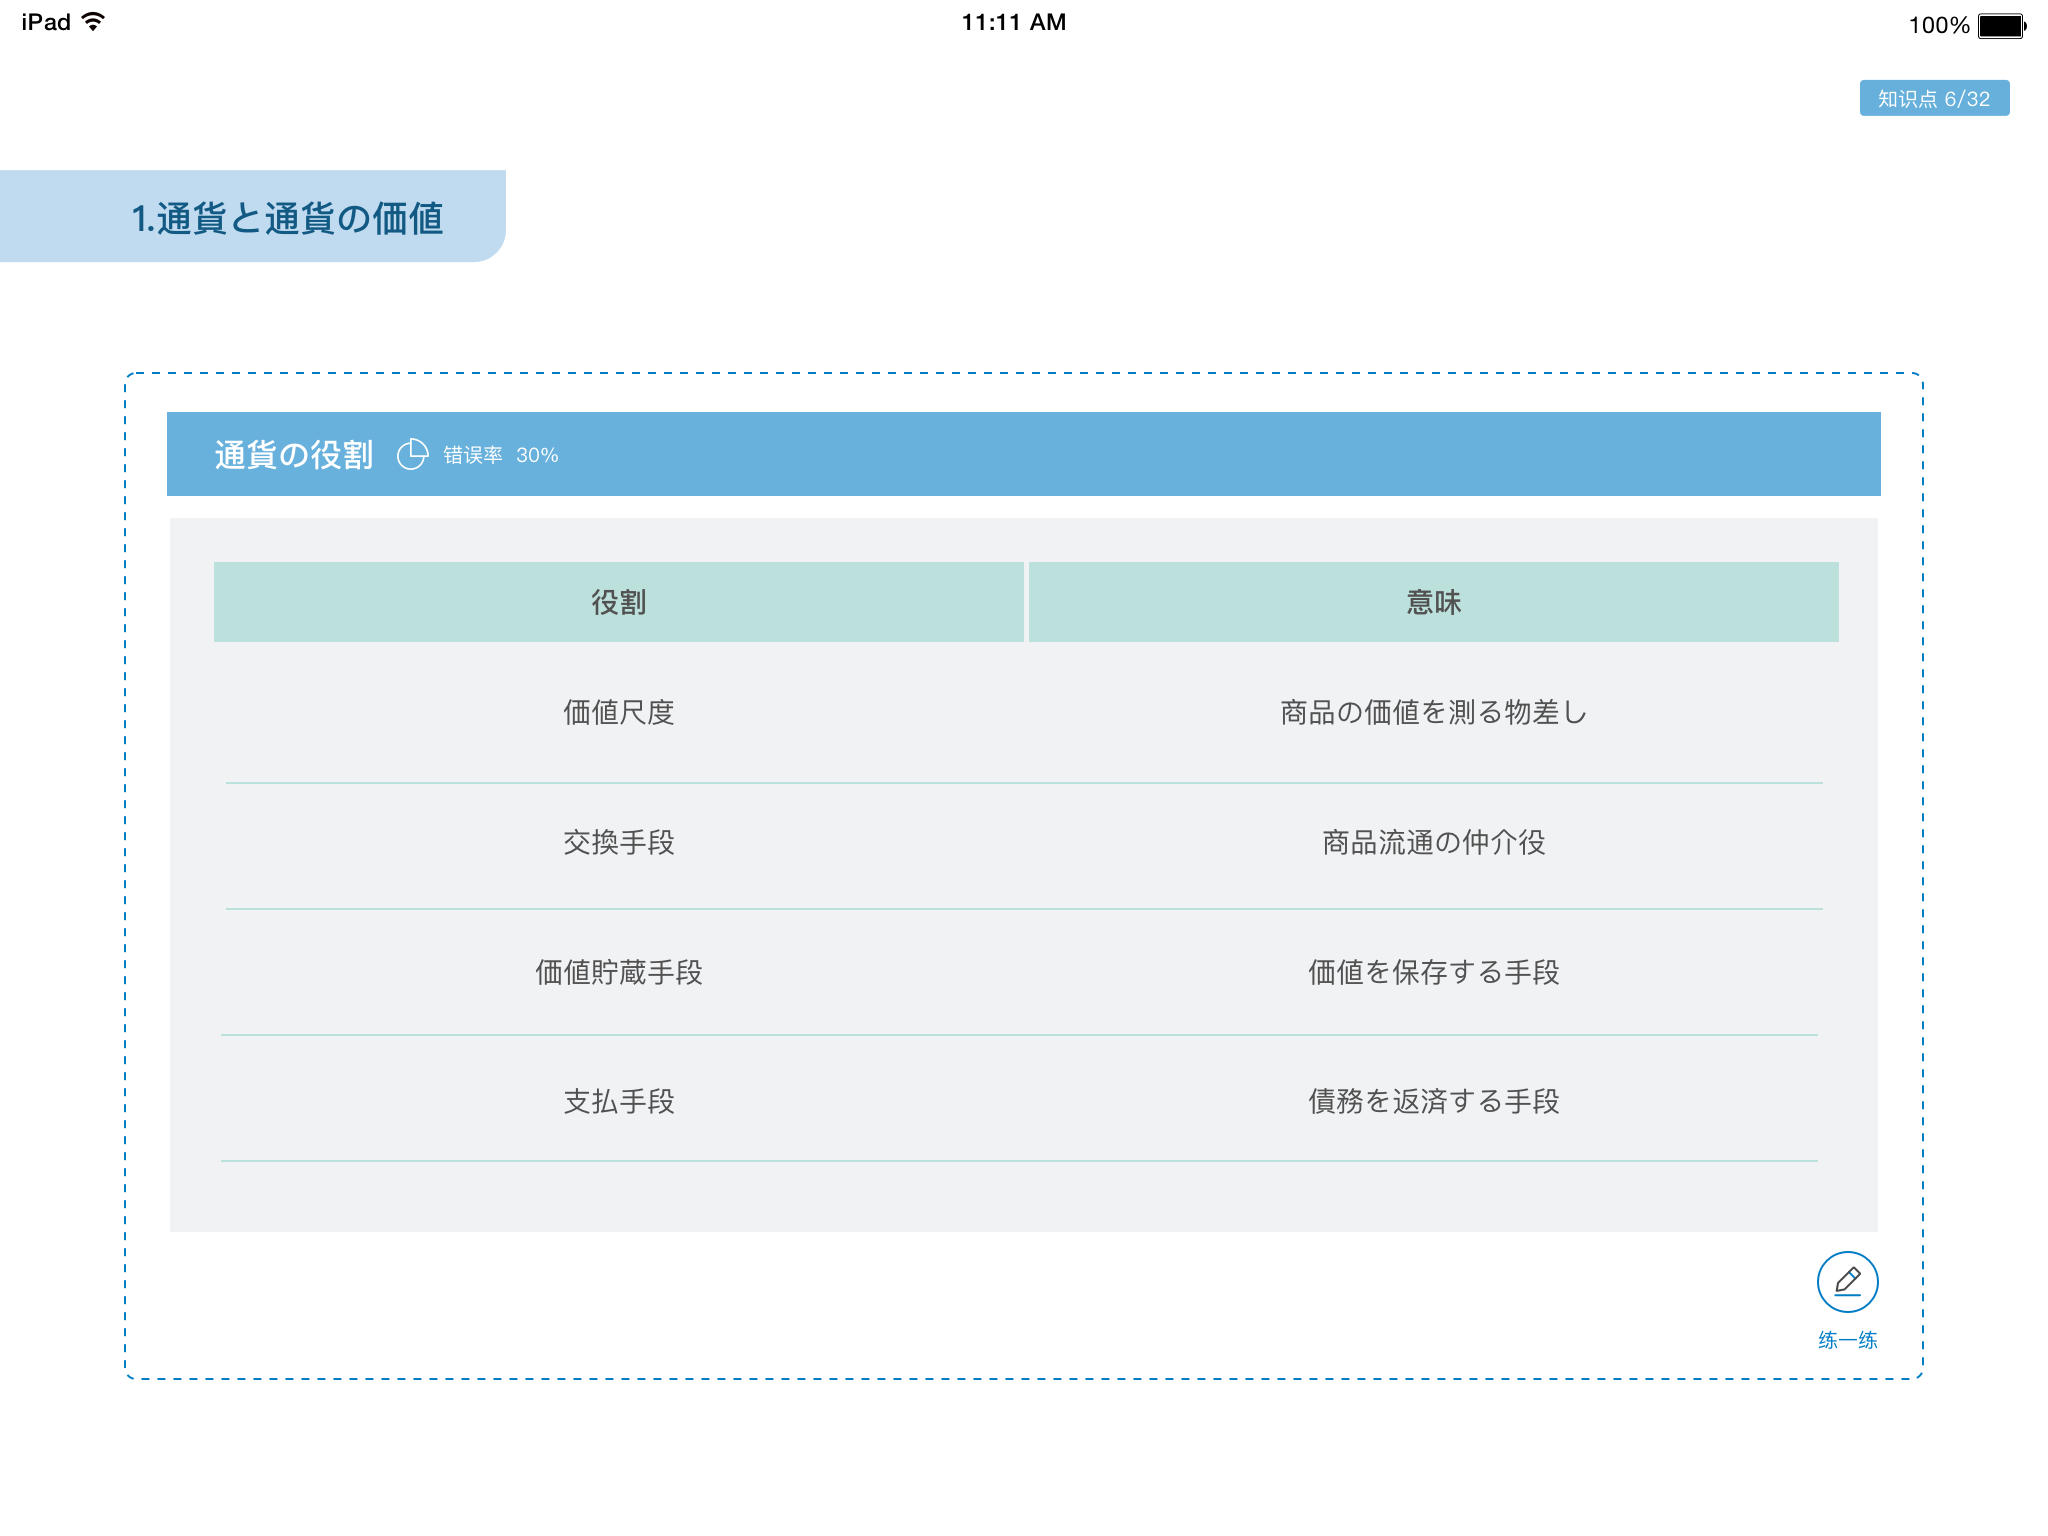 iPad 11:11 AM 100%
知识点 6/32
1.通貨と通貨の価値
通貨の役割 错误率 30%
役割 意味
価値尺度 商品の価値を測る物差し
交換手段 商品流通の仲介役
価値貯蔵手段 価値を保存する手段
支払手段 債務を返済する手段
练一练